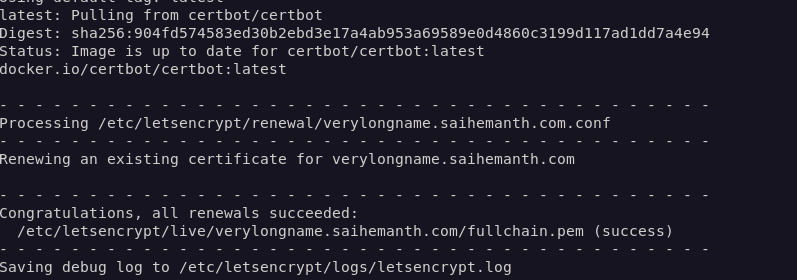 Using default tag: latest
latest: Pulling from certbot/certbot
Digest: sha256:904fd574583ed30b2ebd3e17a4ab953a69589e0d4860c3199d117ad1dd7a4e94
Status: Image is up to date for certbot/certbot:latest
docker.io/certbot/certbot:latest
- - - - - - - - - - - - - - - - - - - - - - - - - - - - - - - - - - - - - - - -
Processing /etc/letsencrypt/renewal/verylongname.saihemanth.com.conf
- - - - - - - - - - - - - - - - - - - - - - - - - - - - - - - - - - - - - - - -
Renewing an existing certificate for verylongname.saihemanth.com
- - - - - - - - - - - - - - - - - - - - - - - - - - - - - - - - - - - - - - - -
Congratulations, all renewals succeeded:
  /etc/letsencrypt/live/verylongname.saihemanth.com/fullchain.pem (success)
- - - - - - - - - - - - - - - - - - - - - - - - - - - - - - - - - - - - - - - -
Saving debug log to /etc/letsencrypt/logs/letsencrypt.log